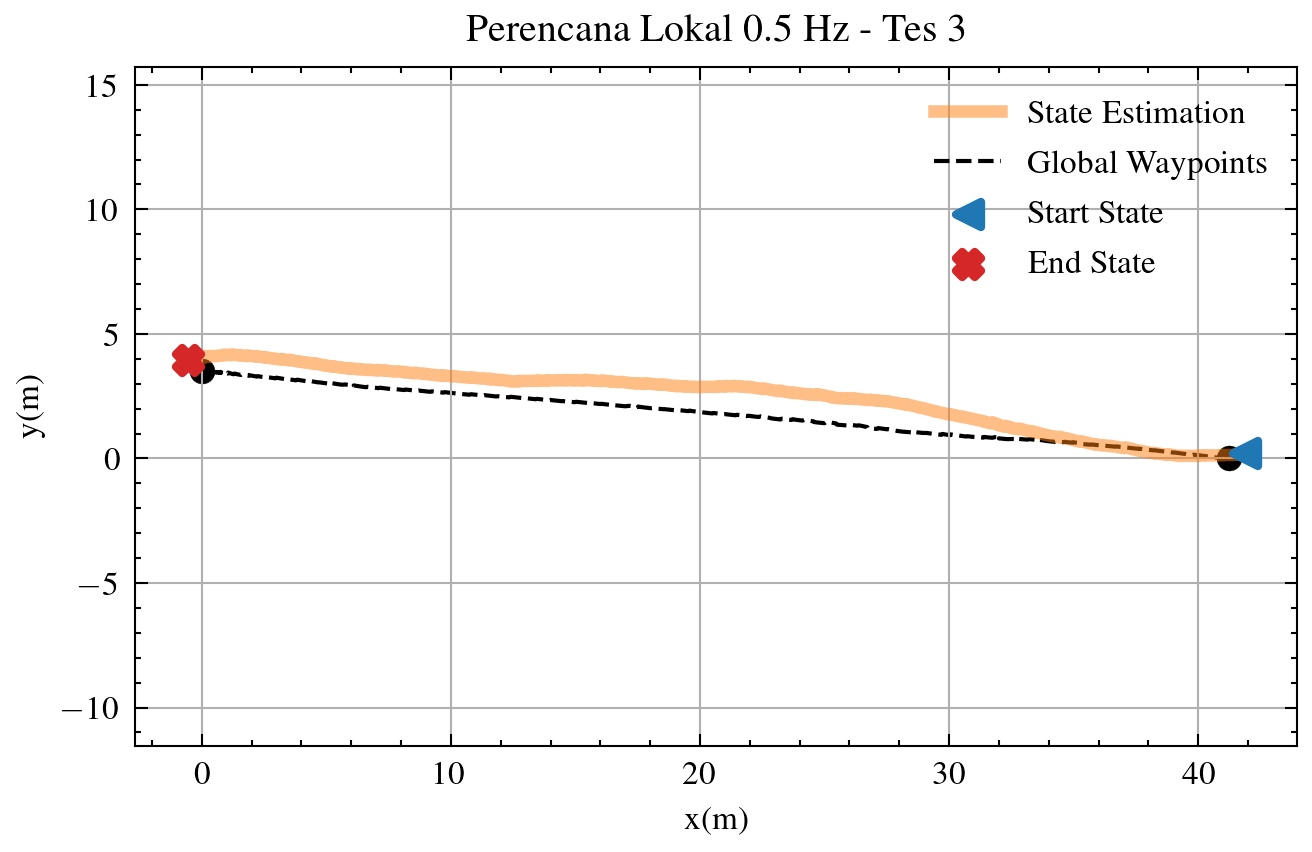 Perencana Lokal 0.5 Hz - Tes 3
15
10
5
0
−5
−10
y(m)
State Estimation
Global Waypoints
Start State
End State
0 10 20 30 40
x(m)